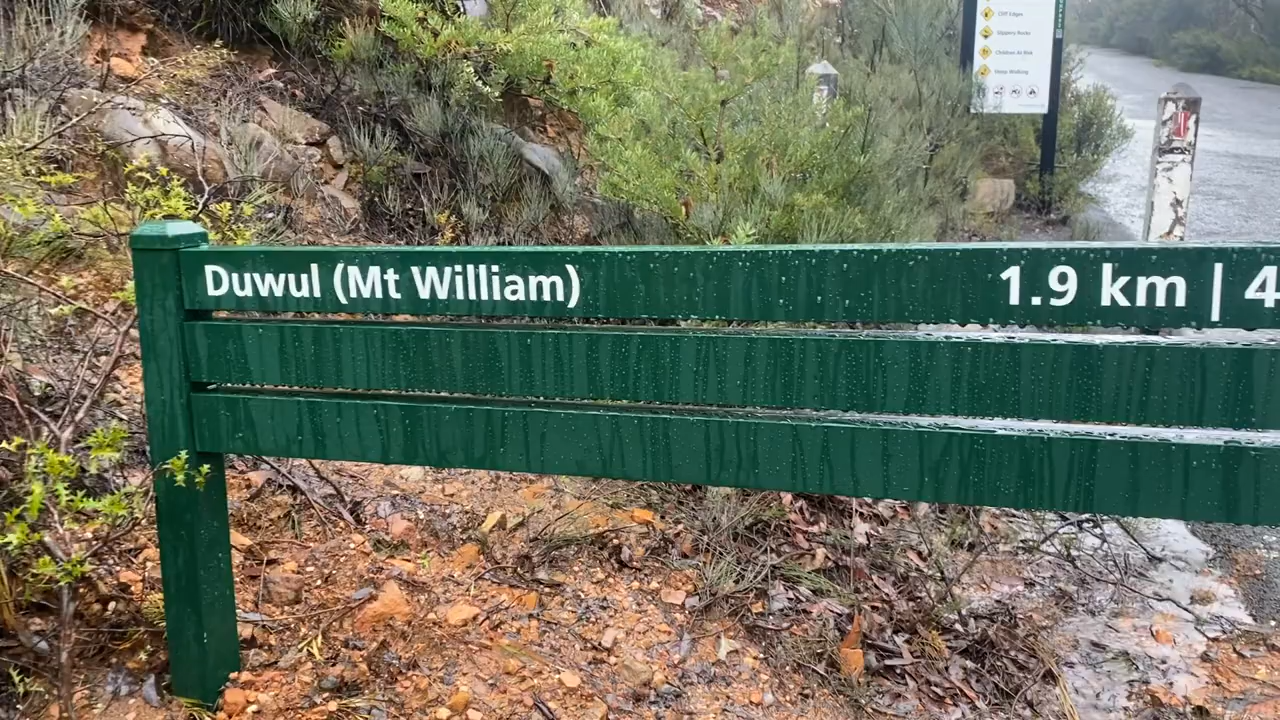 Cliff Edges
Slippery Rocks
Children At Risk
Duwul (Mt William)
1.9 km | 4